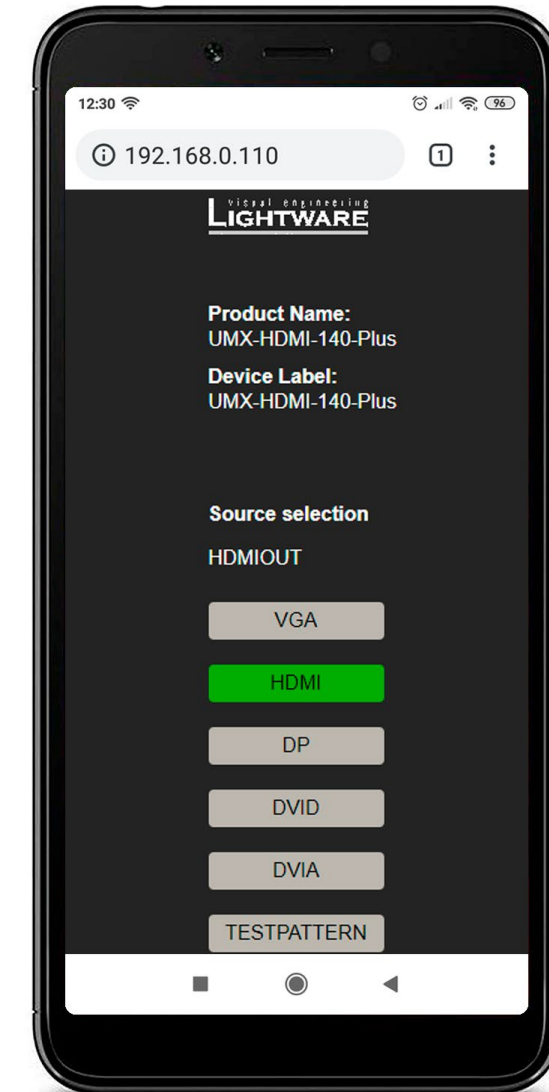 12:30
96
192.168.0.110
1
visual engineering
LIGHTWARE
Product Name:
UMX-HDMI-140-Plus
Device Label:
UMX-HDMI-140-Plus
Source selection
HDMIOUT
VGA
HDMI
DP
DVID
DVIA
TESTPATTERN